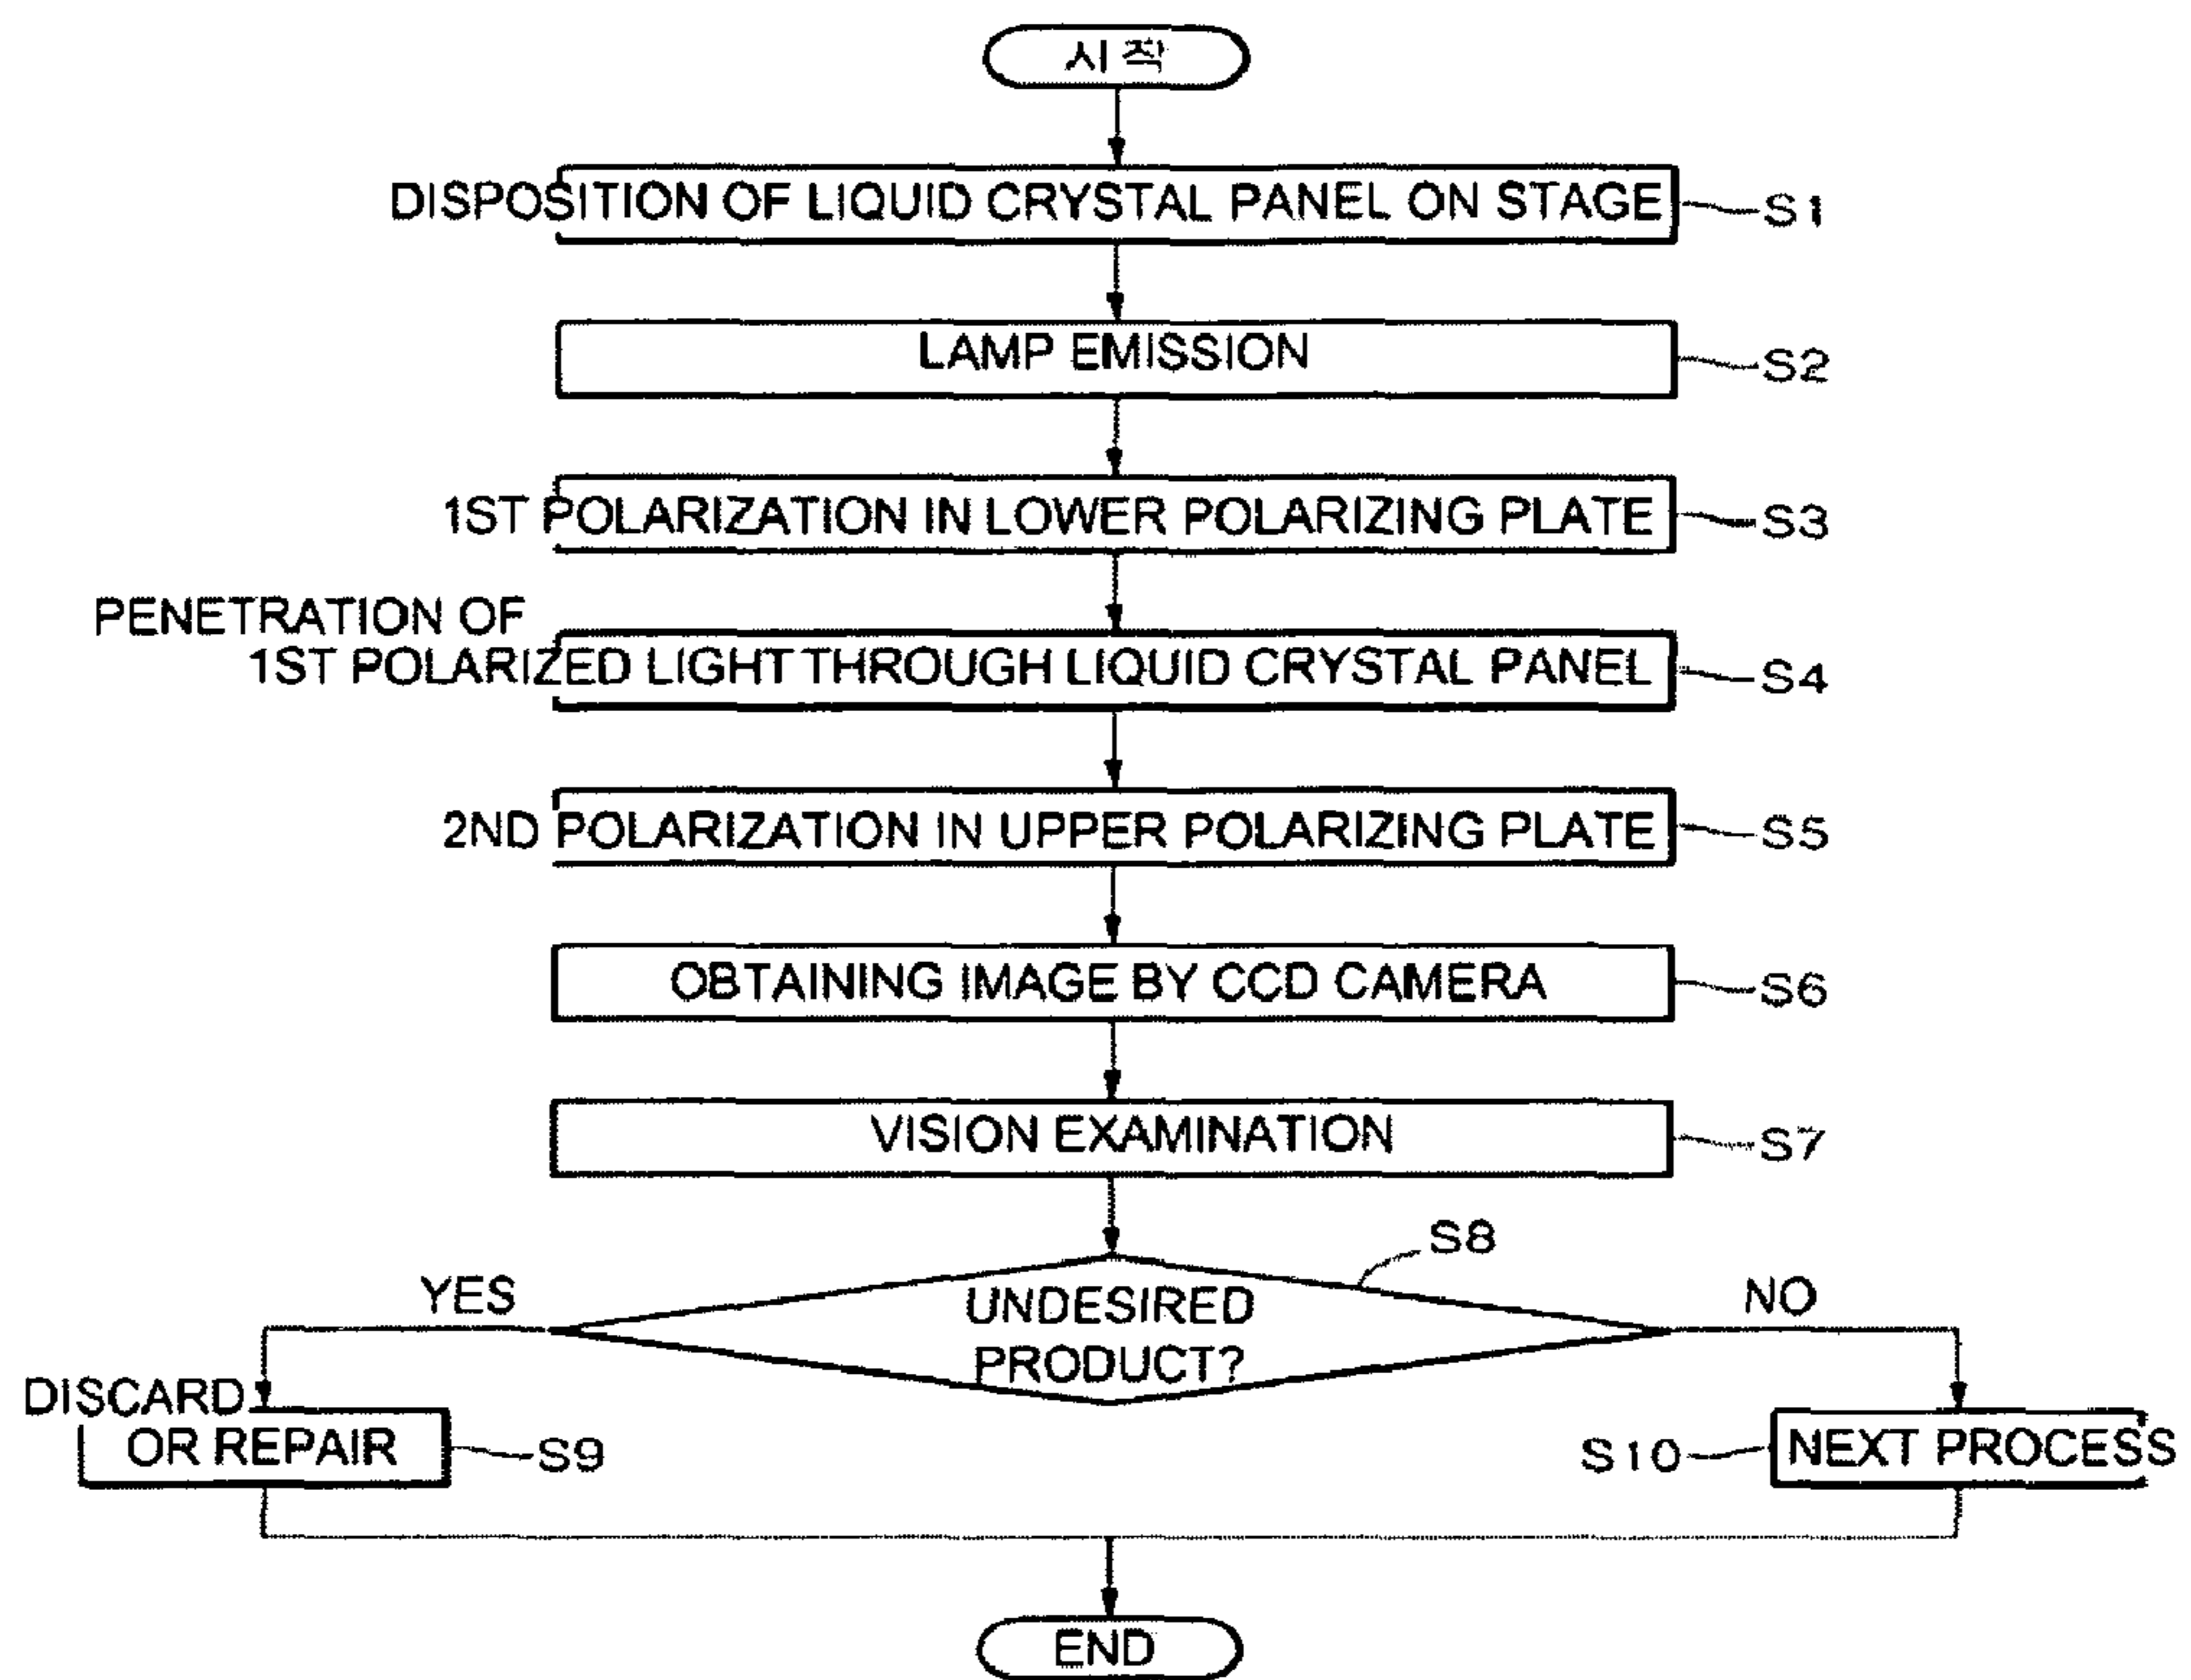 시작
DISPOSITION OF LIQUID CRYSTAL PANEL ON STAGE
S1
LAMP EMISSION
S2
1ST POLARIZATION IN LOWER POLARIZING PLATE
S3
PENETRATION OF
1ST POLARIZED LIGHT THROUGH LIQUID CRYSTAL PANEL
S4
2ND POLARIZATION IN UPPER POLARIZING PLATE
S5
OBTAINING IMAGE BY CCD CAMERA
S6
VISION EXAMINATION
S7
S8
UNDESIRED
PRODUCT?
YES
NO
DISCARD
OR REPAIR
S9
S10
NEXT PROCESS
END